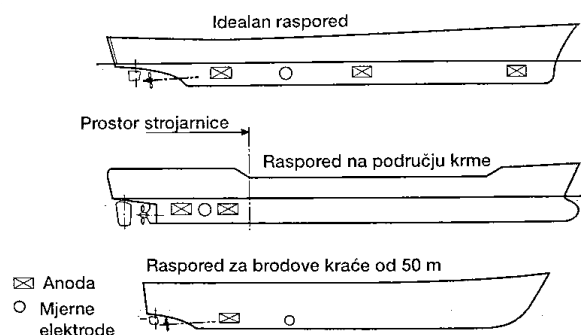 Idealan raspored
Prostor strojarnice
Raspored na području krme
Raspored za brodove kraće od 50 m
Anoda
Mjerne
elektrode